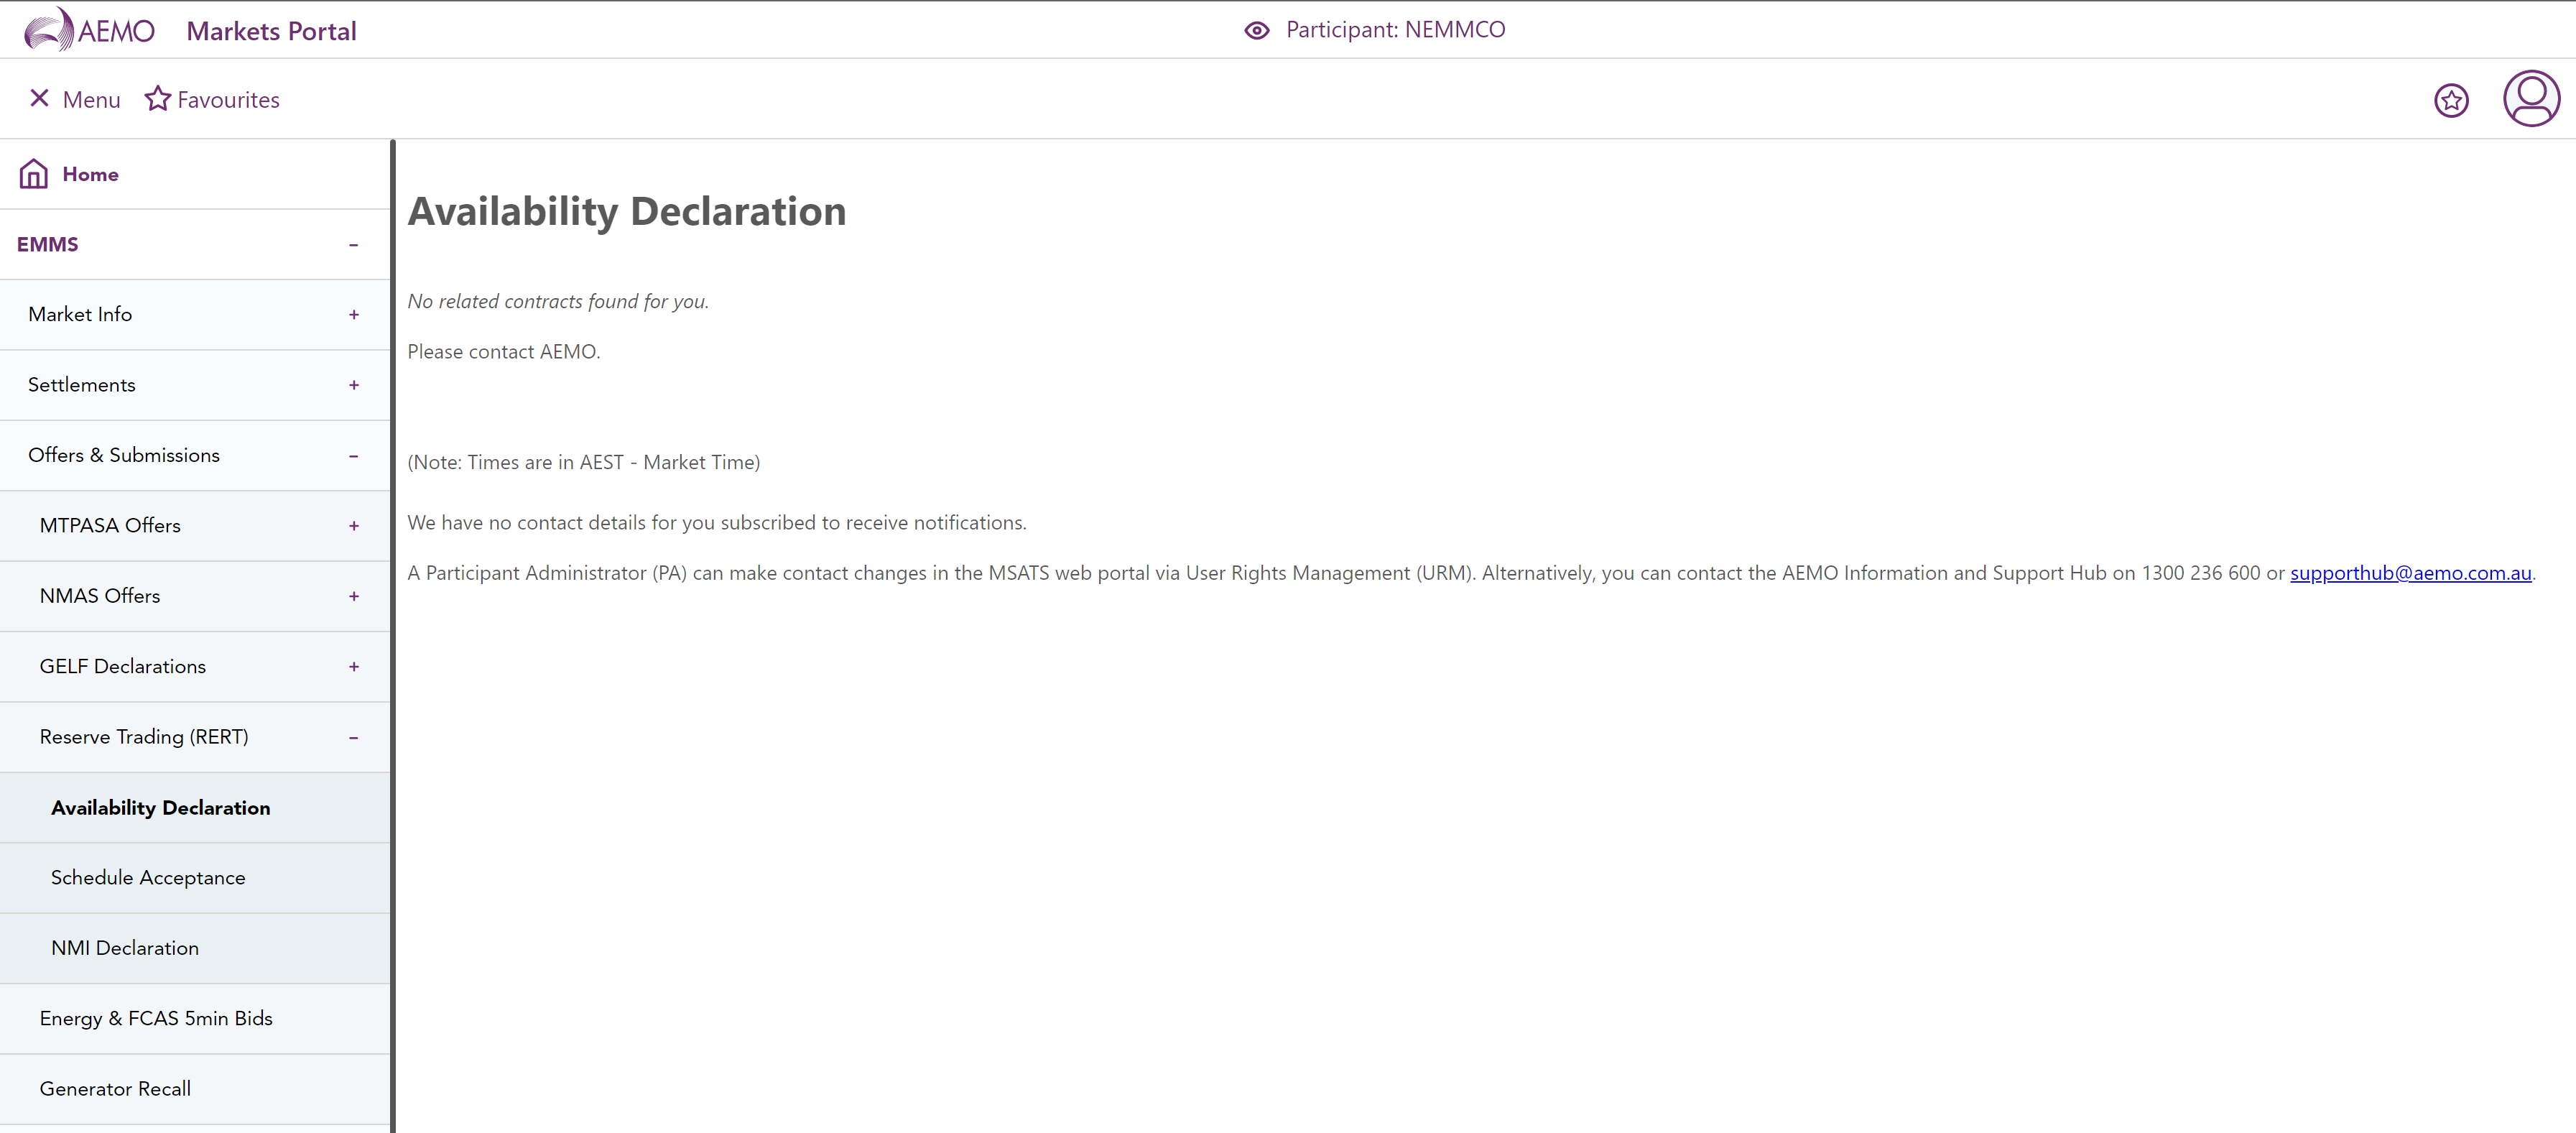 AEMO Markets Portal
Participant: NEMMCO
Menu
Favourites
Home
EMMS
Market Info
Settlements
Offers & Submissions
MTPASA Offers
NMAS Offers
GELF Declarations
Reserve Trading (RERT)
Availability Declaration
Schedule Acceptance
NMI Declaration
Energy & FCAS 5min Bids
Generator Recall
Availability Declaration
No related contracts found for you.
Please contact AEMO.
(Note: Times are in AEST - Market Time)
We have no contact details for you subscribed to receive notifications.
A Participant Administrator (PA) can make contact changes in the MSATS web portal via User Rights Management (URM). Alternatively, you can contact the AEMO Information and Support Hub on 1300 236 600 or supporthub@aemo.com.au.